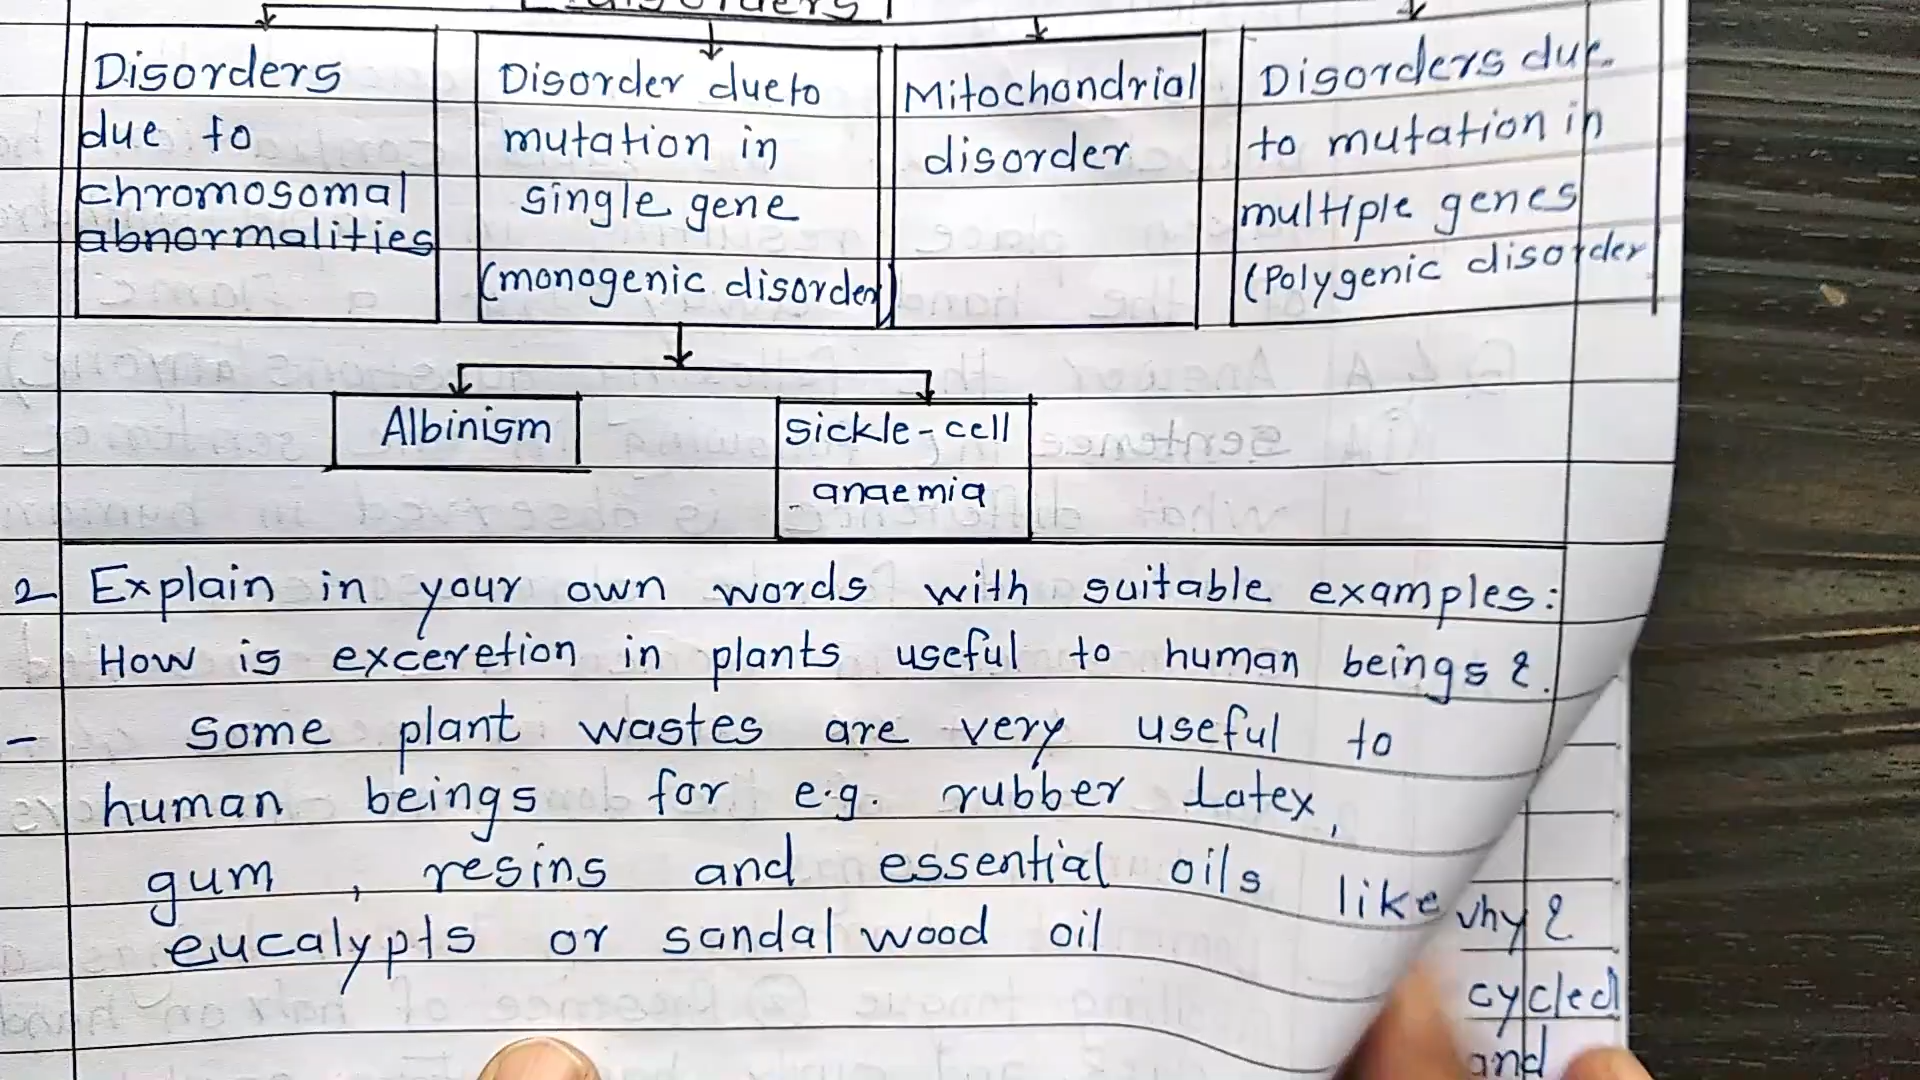 disorders
Disorders
due to
chromosomal
abnormalities
Disorder due to
mutation in
single gene
(monogenic disorder)
Mitochondrial
disorder
Disorders due
to mutation in
multiple genes
(Polygenic disorder
Albinism
sickle-cell
anaemia
2 Explain in your own words with suitable examples:
How is exceretion in plants useful to human beings?
- Some plant wastes are very useful to
human beings for e.g. rubber Latex,
gum, resins and essential oils like
eucalypts or sandal wood oil
why?
cycled
and